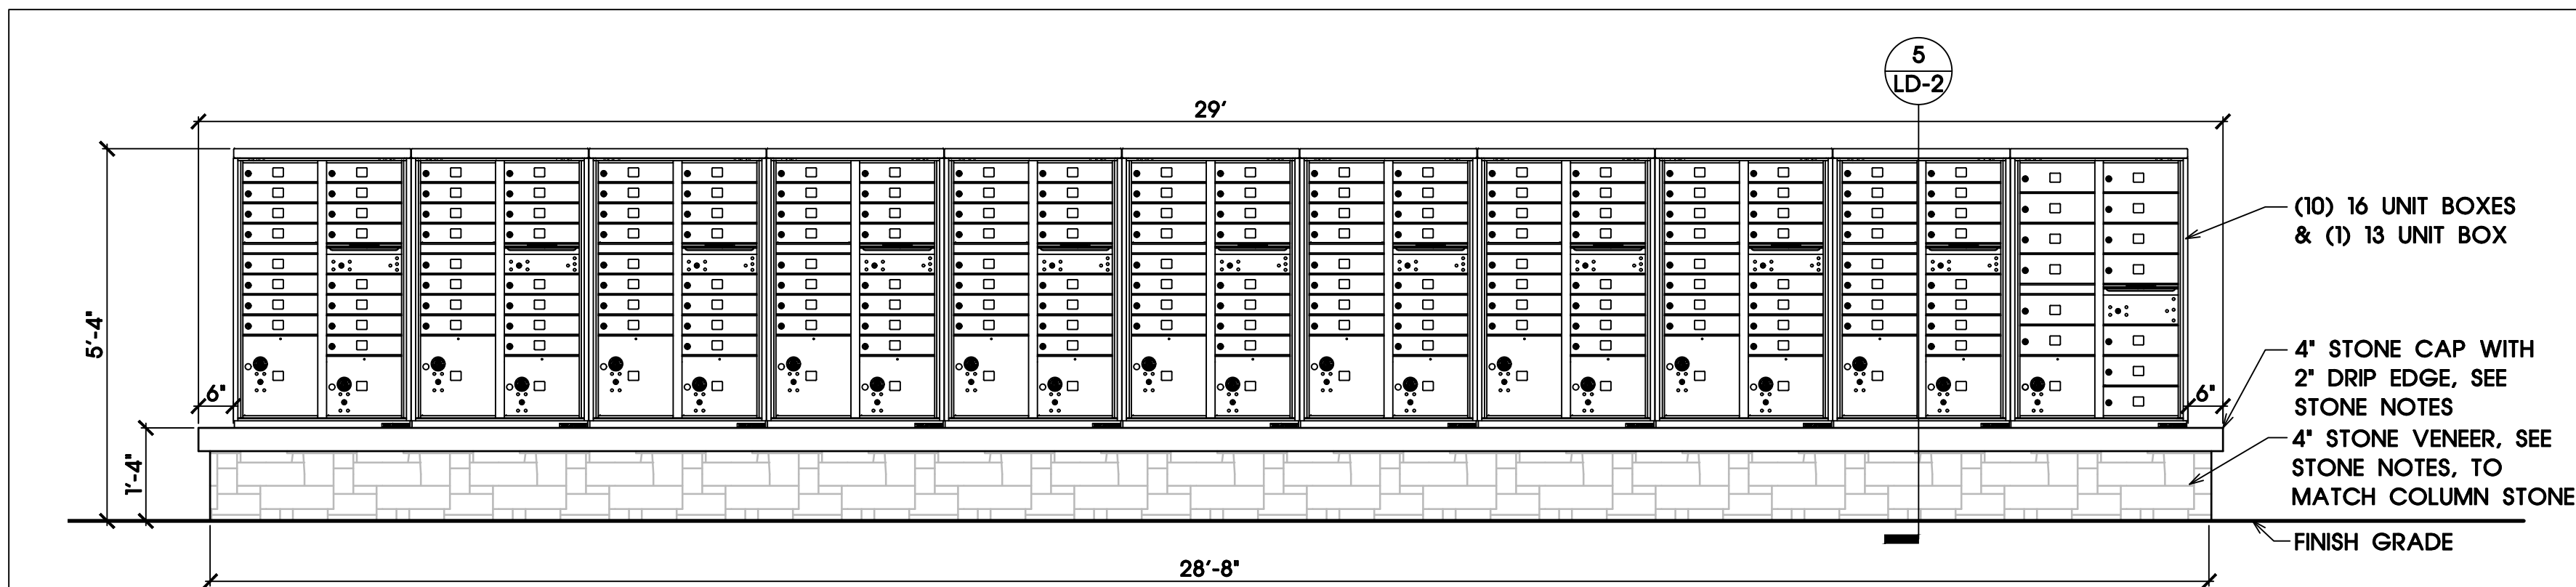 5
LD-2
29'
(10) 16 UNIT BOXES
& (1) 13 UNIT BOX
5'-4"
4" STONE CAP WITH
2" DRIP EDGE, SEE
STONE NOTES
6"
6"
1'-4"
4" STONE VENEER, SEE
STONE NOTES, TO
MATCH COLUMN STONE
FINISH GRADE
28'-8"